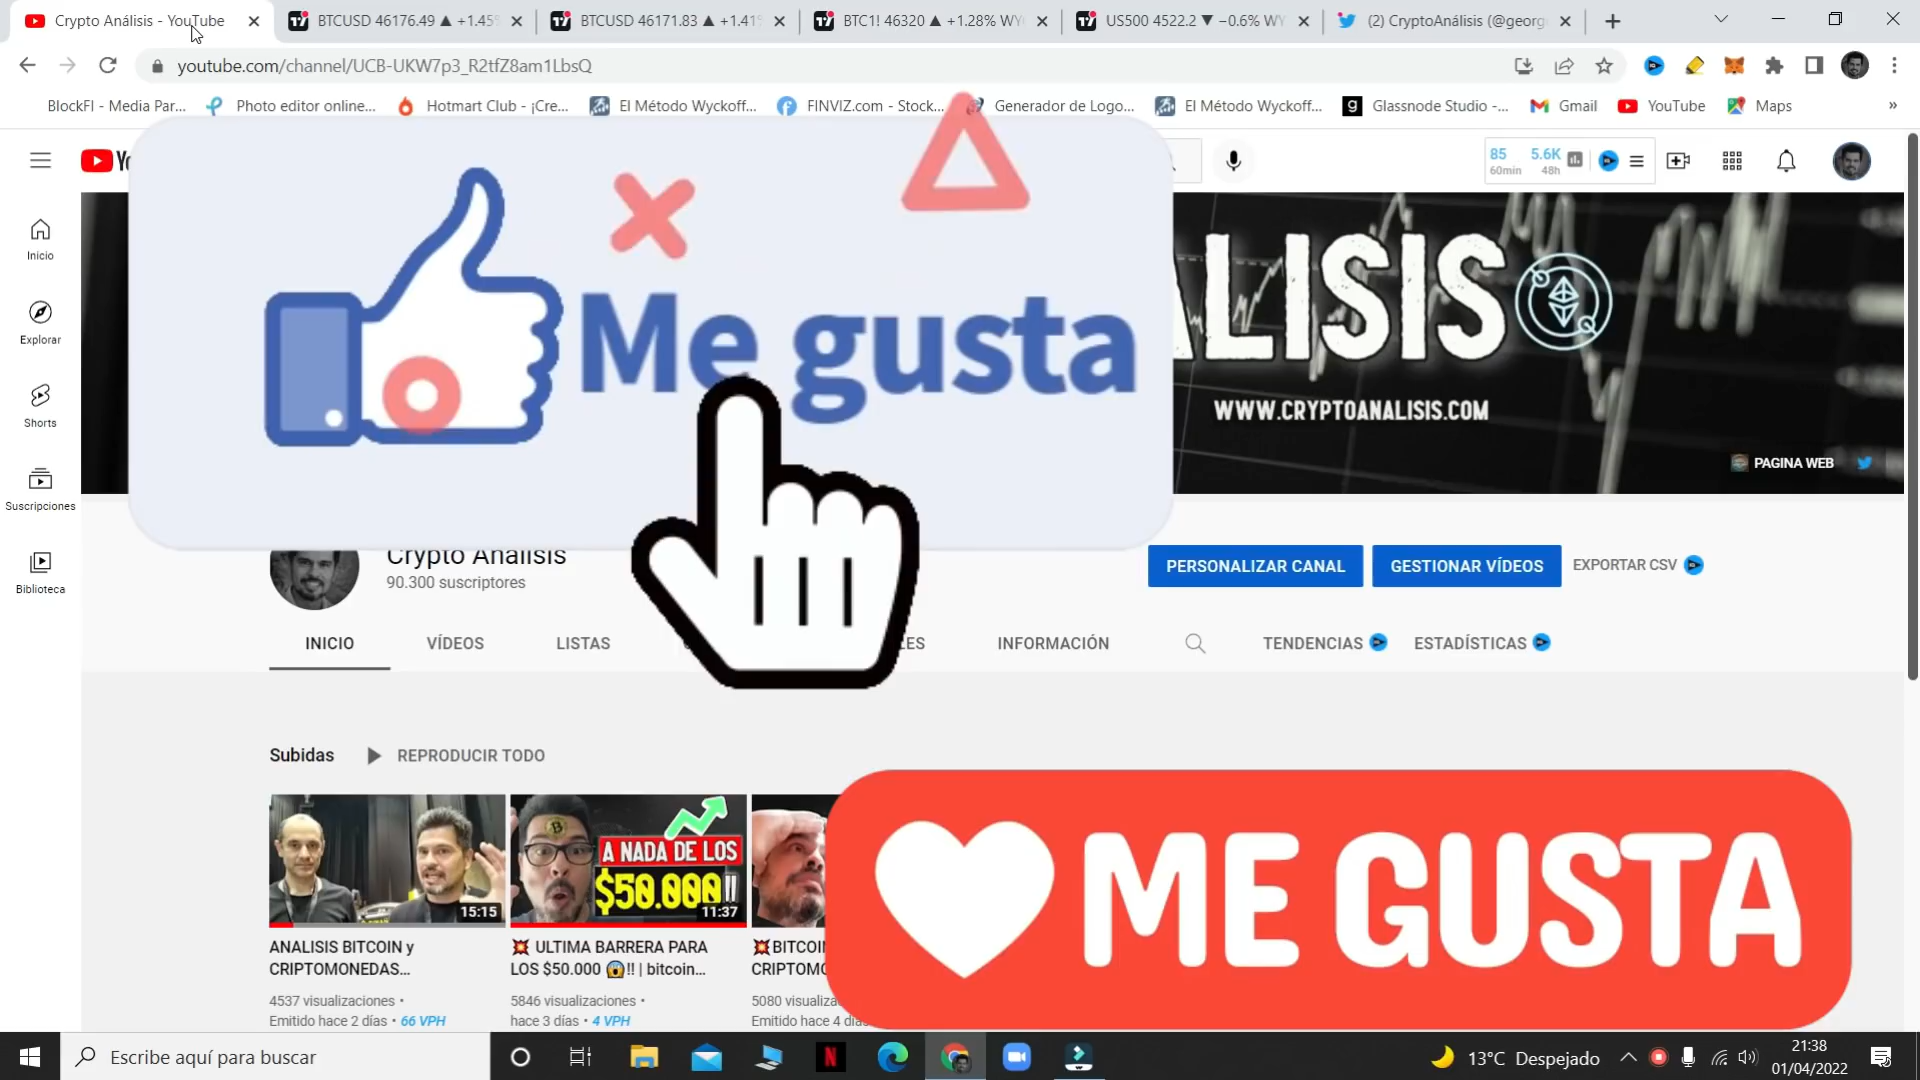 Crypto Análisis - YouTube
BTCUSD 46176.49 ▲ +1.45%
BTCUSD 46171.83 ▲ +1.41%
BTC1! 46320 ▲ +1.28% WY
US500 4522.2 ▼ −0.6% WY
(2) CryptoAnálisis (@georg
youtube.com/channel/UCB-UKW7p3_R2tfZ8am1LbsQ
BlockFI - Media Par...
Photo editor online...
Hotmart Club - ¡Cre...
El Método Wyckoff...
FINVIZ.com - Stock...
Generador de Logo...
El Método Wyckoff...
Glassnode Studio -...
Gmail
YouTube
Maps
»
85 5.6K
60min 48h
Inicio
Explorar
Shorts
Suscripciones
Biblioteca
Me gusta
ALISIS
WWW.CRYPTOANALISIS.COM
PAGINA WEB
Crypto Análisis
90.300 suscriptores
PERSONALIZAR CANAL
GESTIONAR VÍDEOS
EXPORTAR CSV
INICIO
VÍDEOS
LISTAS
ES
INFORMACIÓN
TENDENCIAS
ESTADÍSTICAS
Subidas
REPRODUCIR TODO
15:15
A NADA DE LOS
$50.000!!
11:37
ANALISIS BITCOIN y
CRIPTOMONEDAS...
4537 visualizaciones •
Emitido hace 2 días • 66 VPH
💥 ULTIMA BARRERA PARA
LOS $50.000 😱!! | bitcoin...
5846 visualizaciones •
hace 3 días • 4 VPH
💥BITCOIN
CRIPTOM
5080 visualiza
Emitido hace 4 día
ME GUSTA
Escribe aquí para buscar
13°C Despejado
21:38
01/04/2022